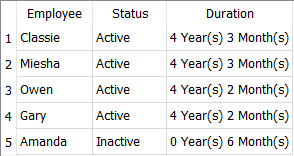 Employee Status Duration
1 Classie Active 4 Year(s) 3 Month(s)
2 Miesha Active 4 Year(s) 3 Month(s)
3 Owen Active 4 Year(s) 2 Month(s)
4 Gary Active 4 Year(s) 2 Month(s)
5 Amanda Inactive 0 Year(s) 6 Month(s)